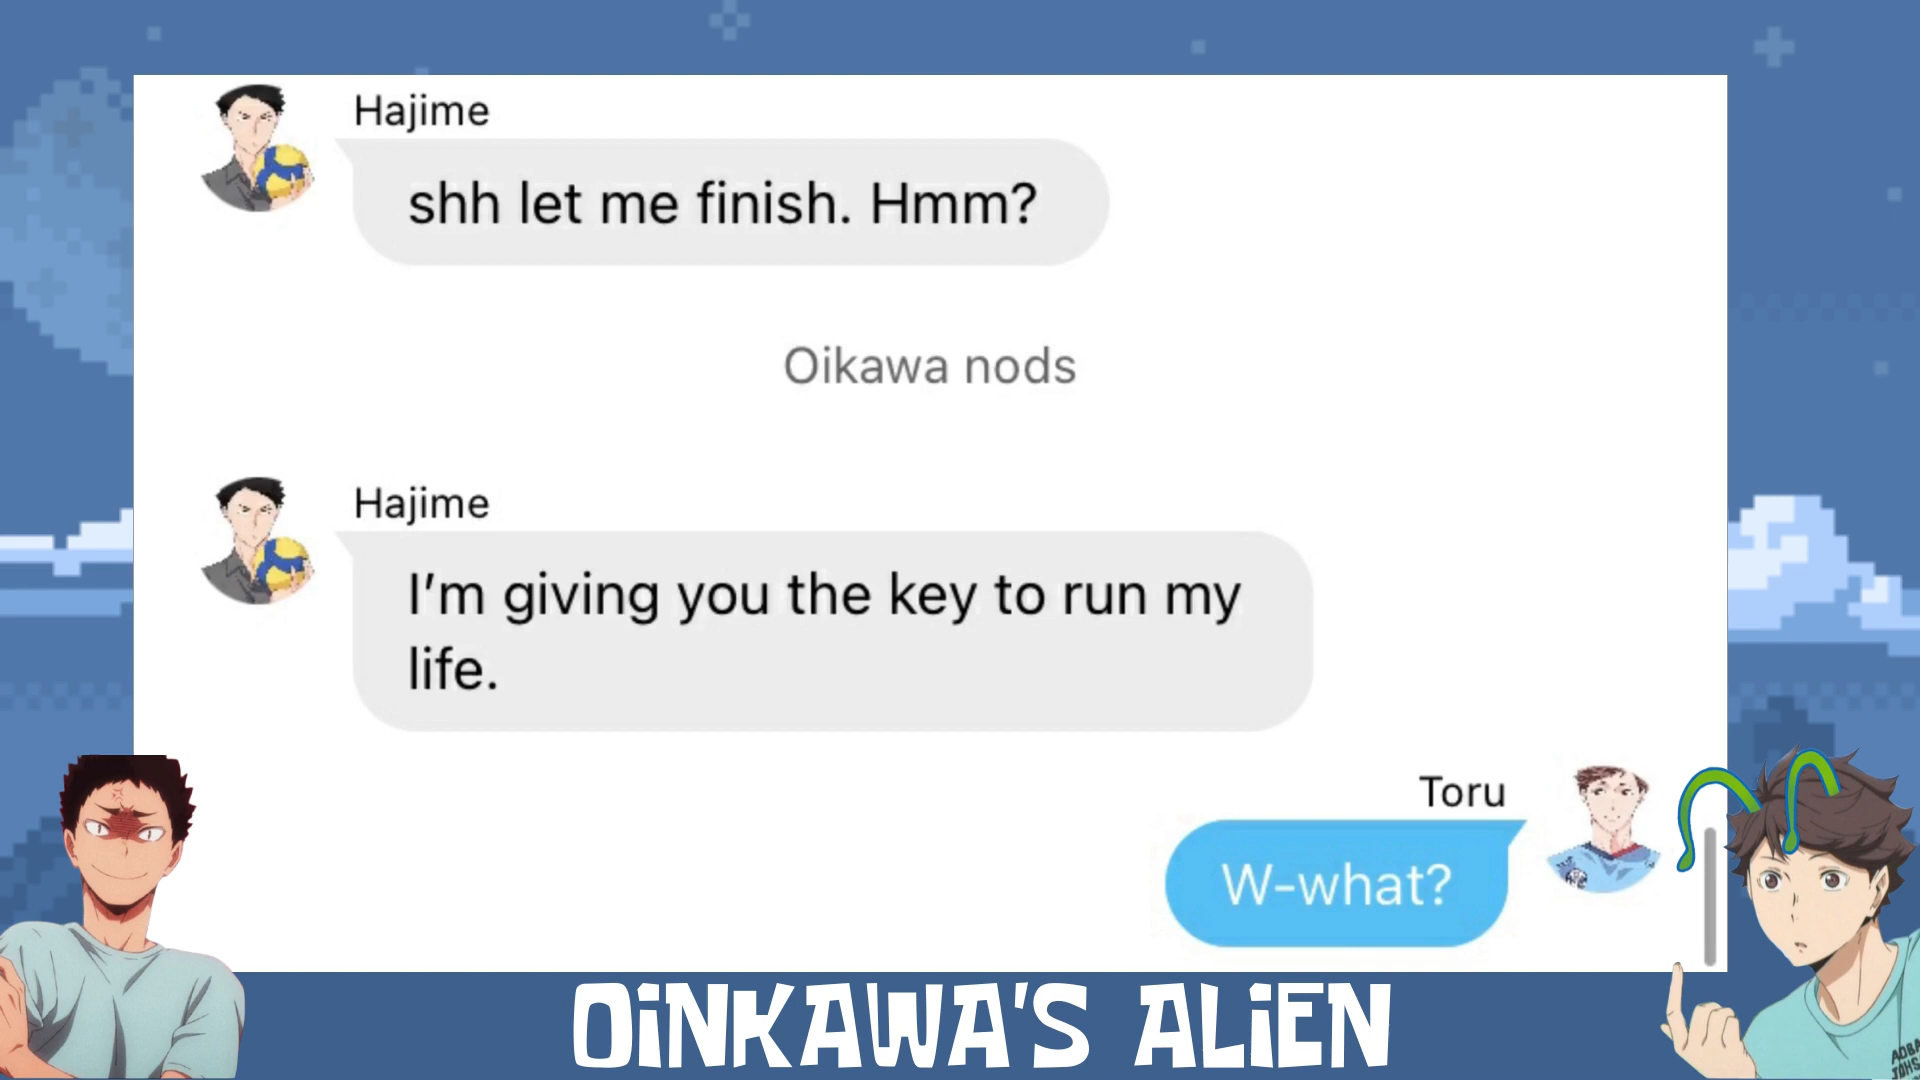 Hajime
shh let me finish. Hmm?
Oikawa nods
Hajime
I'm giving you the key to run my
life.
Toru
W-what?
OiNKAWA'S ALiEN